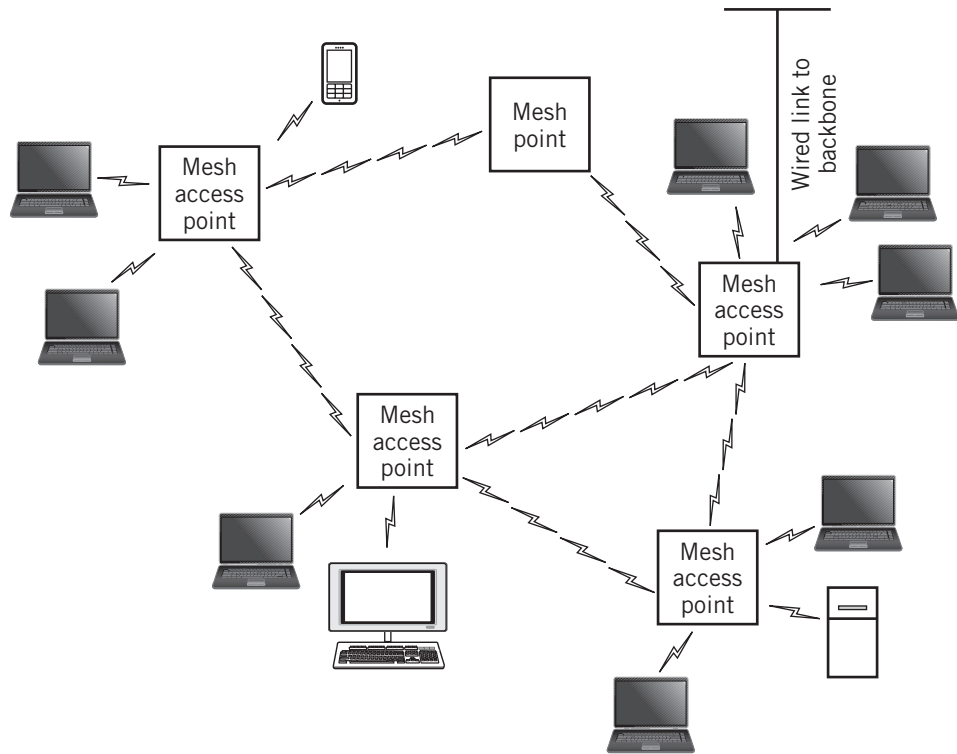 Mesh
point
Wired link to
backbone
Mesh
access
point
Mesh
access
point
Mesh
access
point
Mesh
access
point